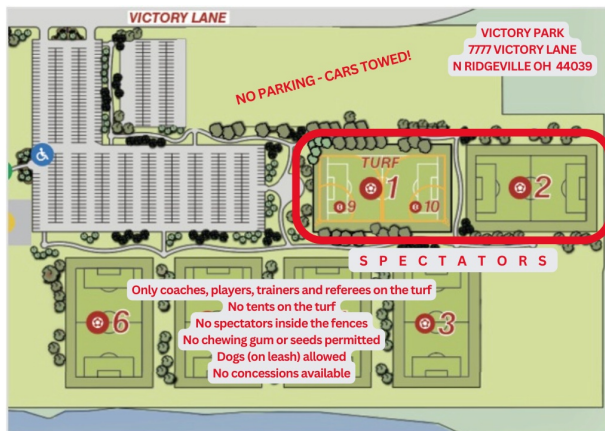 VICTORY LANE
VICTORY PARK
7777 VICTORY LANE
N RIDGEVILLE OH 44039
NO PARKING - CARS TOWED!
TURF
1
2
9
10
SPECTATORS
Only coaches, players, trainers and referees on the turf
No tents on the turf
No spectators inside the fences
No chewing gum or seeds permitted
Dogs (on leash) allowed
No concessions available
6
3